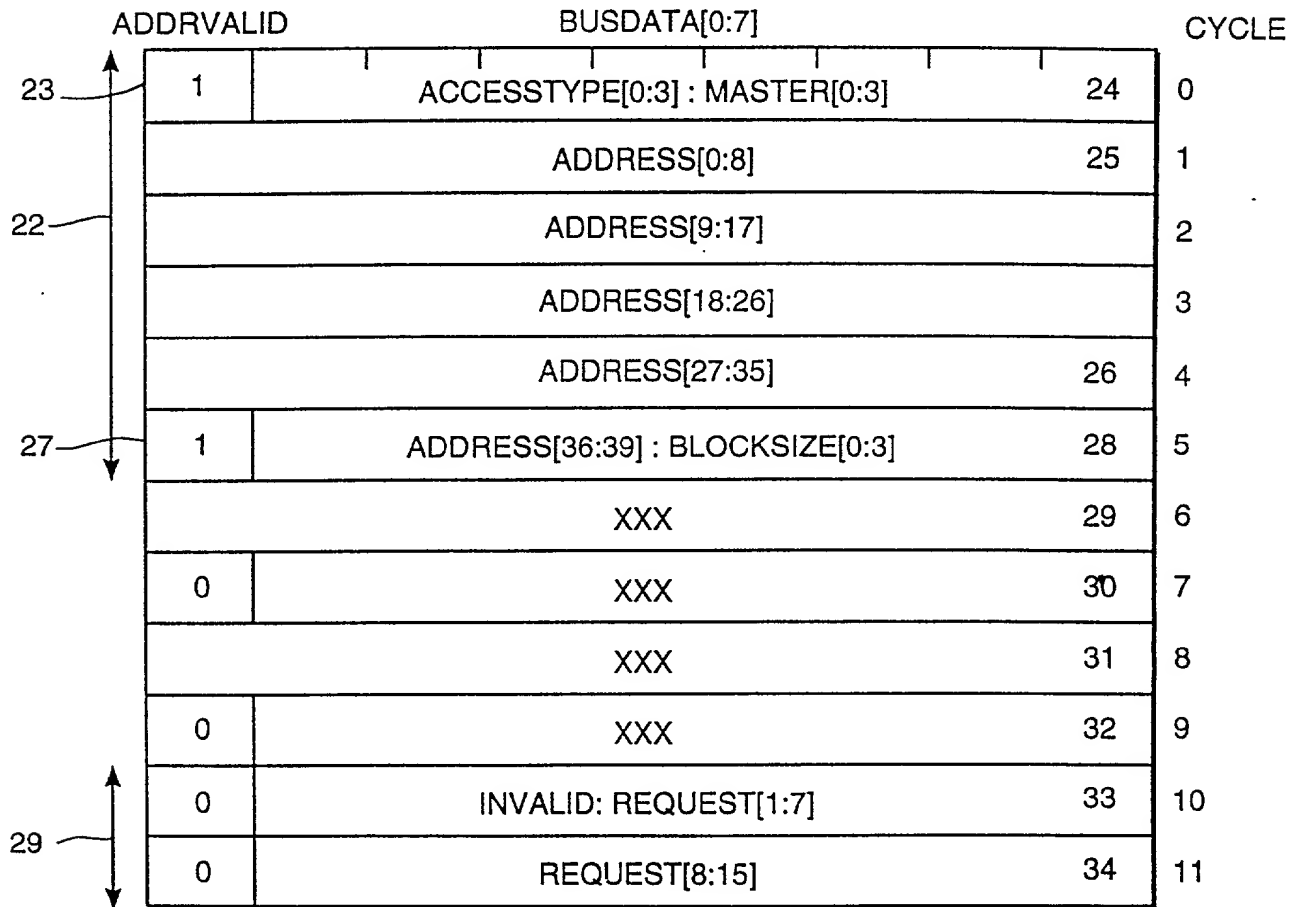 ADDRVALID BUSDATA[0:7] CYCLE
23 1 ACCESSTYPE[0:3] : MASTER[0:3] 24 0
ADDRESS[0:8] 25 1
22 ADDRESS[9:17] 2
ADDRESS[18:26] 3
ADDRESS[27:35] 26 4
27 1 ADDRESS[36:39] : BLOCKSIZE[0:3] 28 5
XXX 29 6
0 XXX 30 7
XXX 31 8
0 XXX 32 9
0 INVALID: REQUEST[1:7] 33 10
29
0 REQUEST[8:15] 34 11